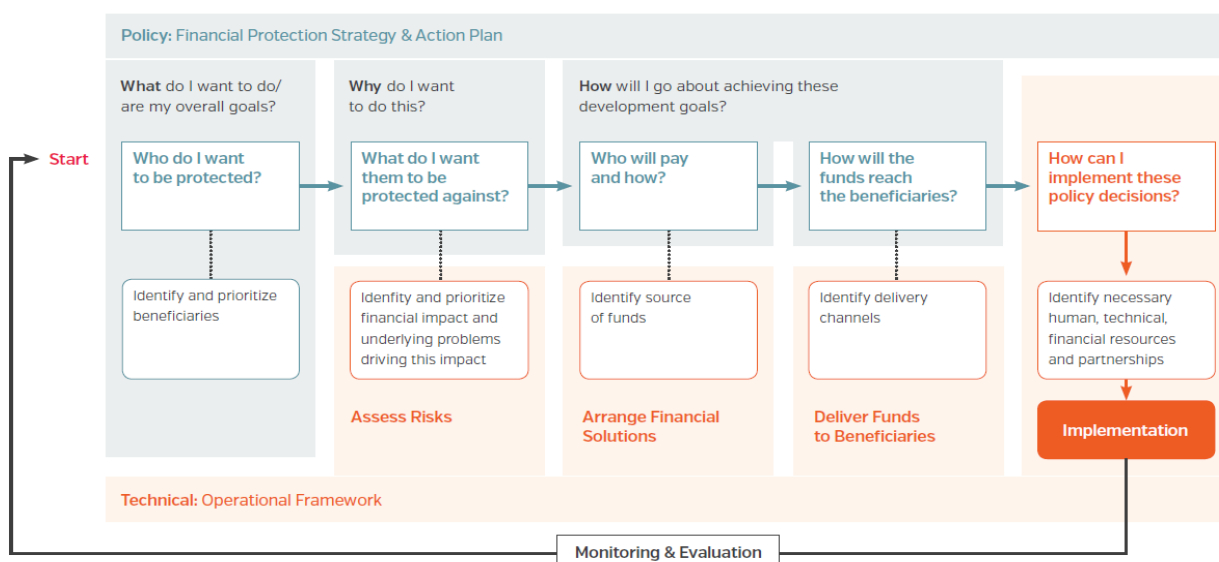 Policy: Financial Protection Strategy & Action Plan
What do I want to do/
are my overall goals?
Why do I want
to do this?
How will I go about achieving these
development goals?
Start
Who do I want
to be protected?
What do I want
them to be
protected against?
Who will pay
and how?
How will the
funds reach
the beneficiaries?
How can I
implement these
policy decisions?
Identify and prioritize
beneficiaries
Idenfity and prioritize
financial impact and
underlying problems
driving this impact
Identify source
of funds
Identify delivery
channels
Identify necessary
human, technical,
financial resources
and partnerships
Assess Risks
Arrange Financial
Solutions
Deliver Funds
to Beneficiaries
Implementation
Technical: Operational Framework
Monitoring & Evaluation